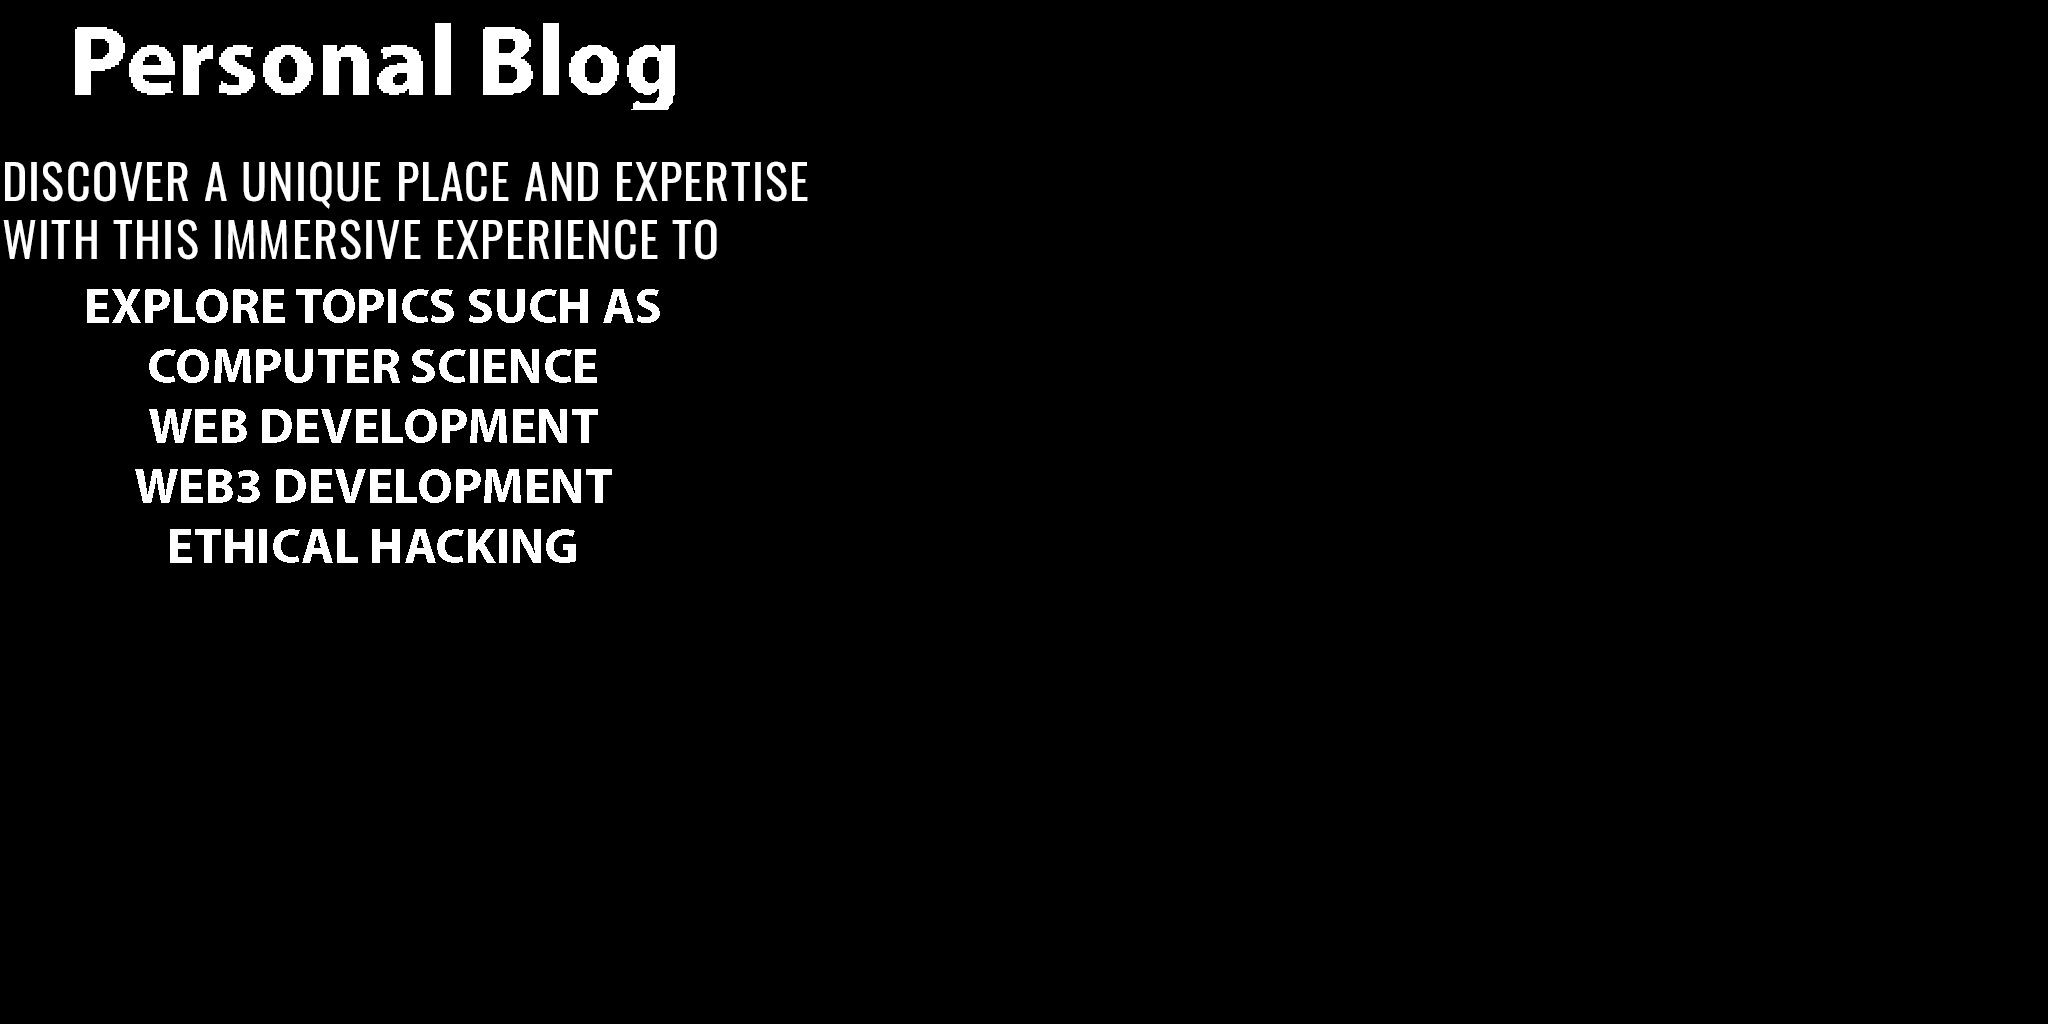 Personal Blog
DISCOVER A UNIQUE PLACE AND EXPERTISE
WITH THIS IMMERSIVE EXPERIENCE TO
EXPLORE TOPICS SUCH AS
COMPUTER SCIENCE
WEB DEVELOPMENT
WEB3 DEVELOPMENT
ETHICAL HACKING